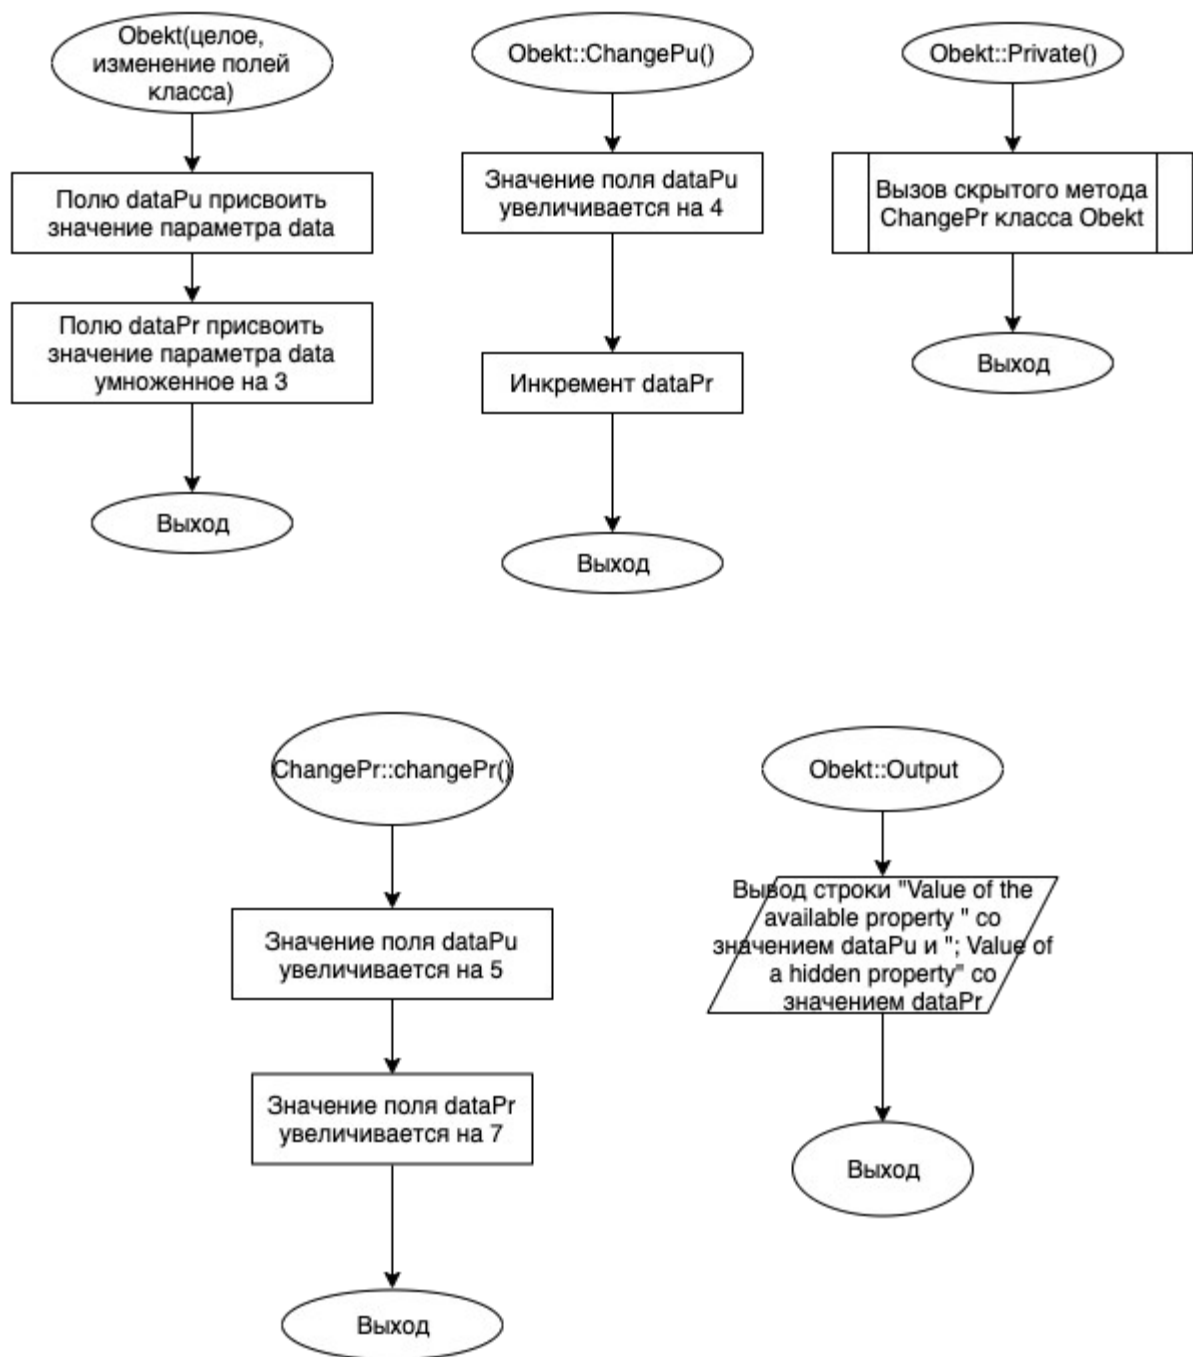 Obekt(целое,
изменение полей
класса)
Полю dataPu присвоить
значение параметра data
Полю dataPr присвоить
значение параметра data
умноженное на 3
Выход
Obekt::ChangePu()
Значение поля dataPu
увеличивается на 4
Инкремент dataPr
Выход
Obekt::Private()
Вызов скрытого метода
ChangePr класса Obekt
Выход
ChangePr::changePr()
Значение поля dataPu
увеличивается на 5
Значение поля dataPr
увеличивается на 7
Выход
Obekt::Output
Вывод строки "Value of the
available property " со
значением dataPu и "; Value of
a hidden property" со
значением dataPr
Выход